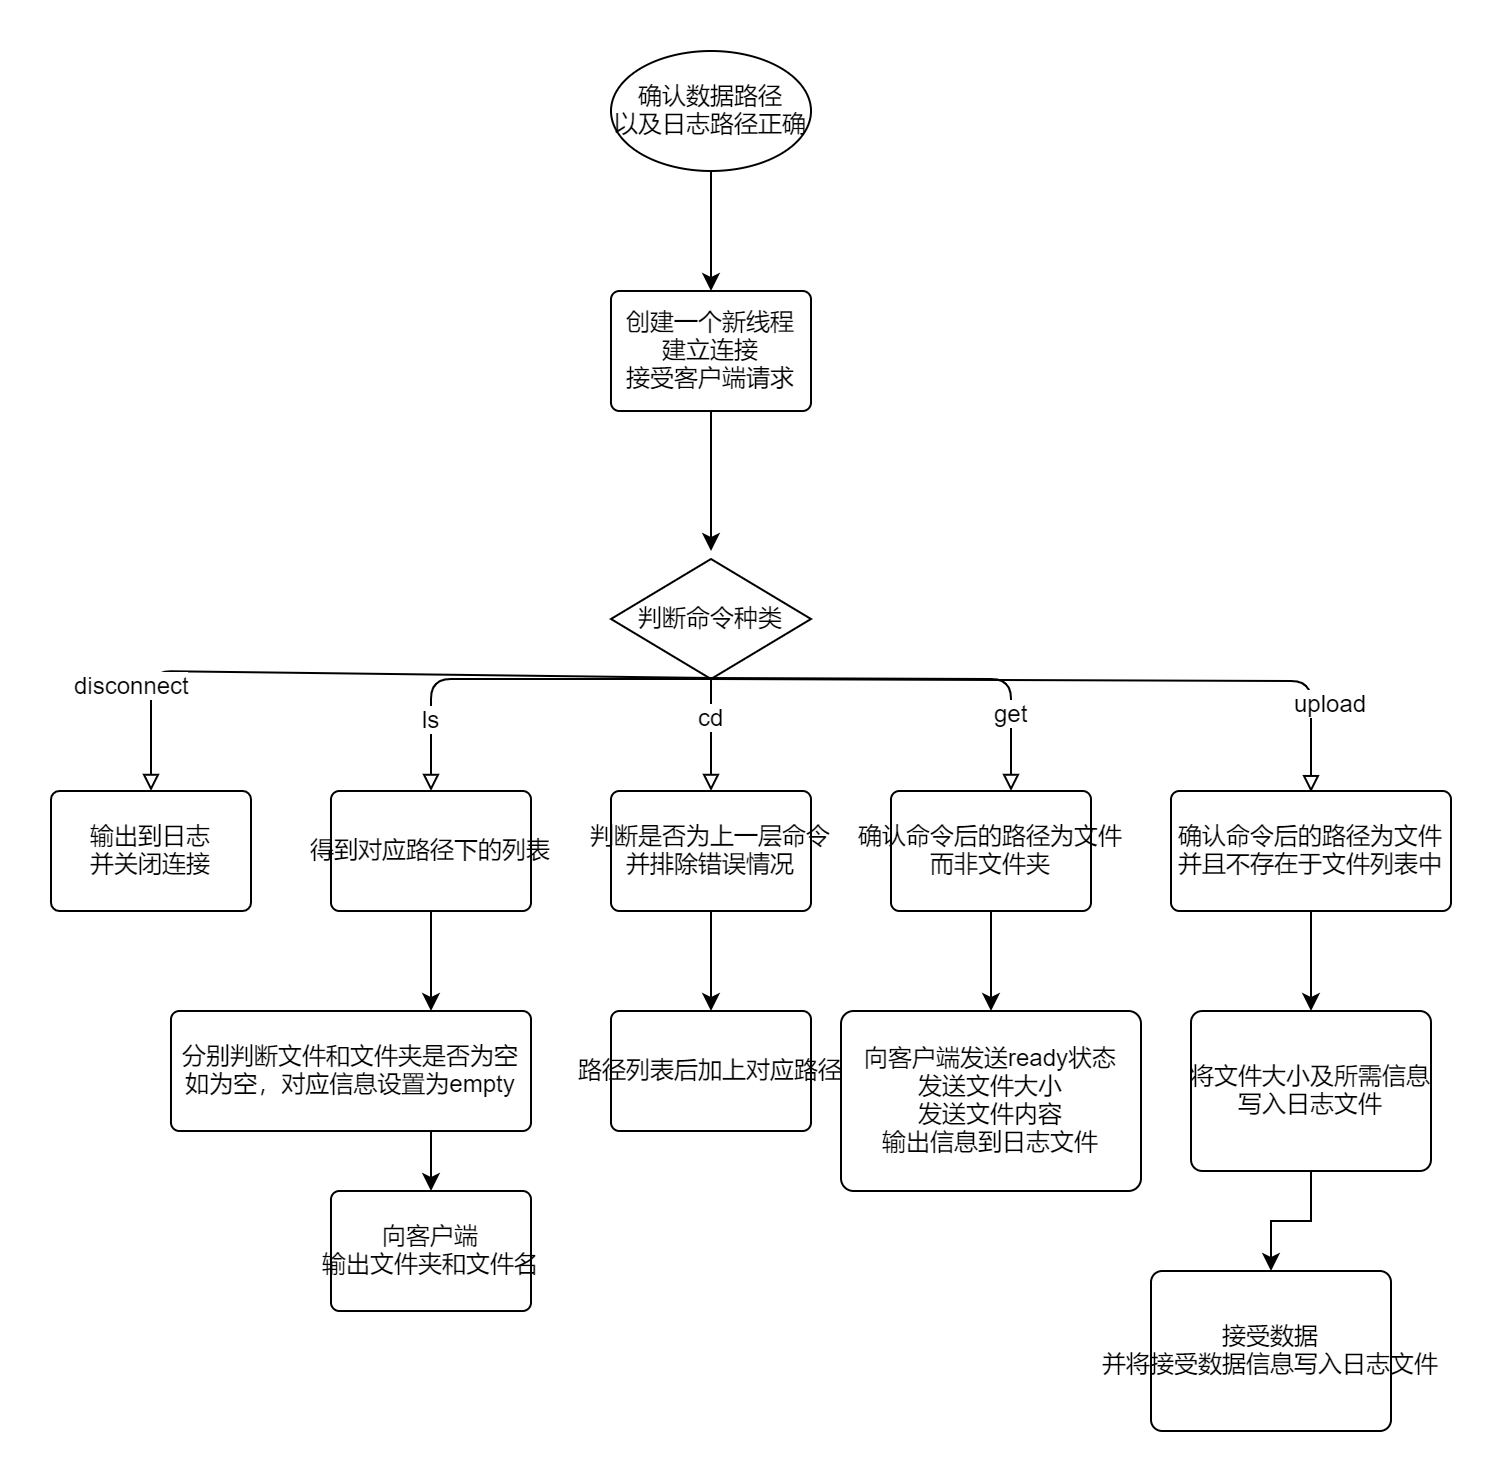 确认数据路径
以及日志路径正确
创建一个新线程
建立连接
接受客户端请求
判断命令种类
disconnect
ls
cd
get
upload
输出到日志
并关闭连接
得到对应路径下的列表
判断是否为上一层命令
并排除错误情况
确认命令后的路径为文件
而非文件夹
确认命令后的路径为文件
并且不存在于文件列表中
分别判断文件和文件夹是否为空
如为空，对应信息设置为empty
路径列表后加上对应路径
向客户端发送ready状态
发送文件大小
发送文件内容
输出信息到日志文件
将文件大小及所需信息
写入日志文件
向客户端
输出文件夹和文件名
接受数据
并将接受数据信息写入日志文件